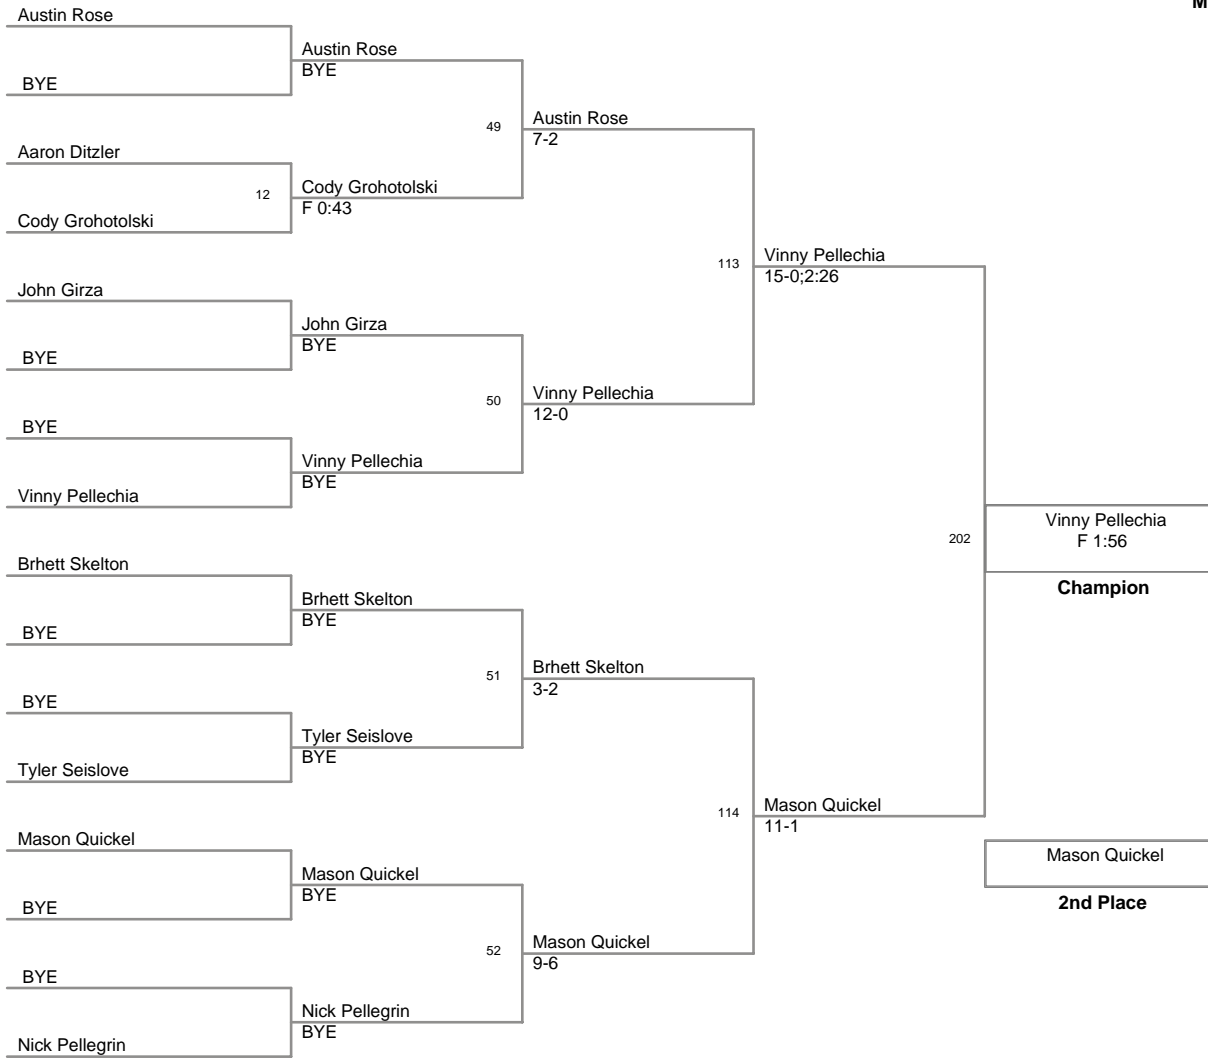 M
Austin Rose
Austin Rose
BYE
BYE
49
Austin Rose
7-2
Aaron Ditzler
12
Cody Grohotolski
F 0:43
Cody Grohotolski
113
Vinny Pellechia
15-0;2:26
John Girza
John Girza
BYE
BYE
50
Vinny Pellechia
12-0
BYE
Vinny Pellechia
BYE
Vinny Pellechia
202
Vinny Pellechia
F 1:56
Champion
Brhett Skelton
Brhett Skelton
BYE
BYE
51
Brhett Skelton
3-2
BYE
Tyler Seislove
BYE
Tyler Seislove
114
Mason Quickel
11-1
Mason Quickel
2nd Place
Mason Quickel
Mason Quickel
BYE
BYE
52
Mason Quickel
9-6
BYE
Nick Pellegrin
BYE
Nick Pellegrin